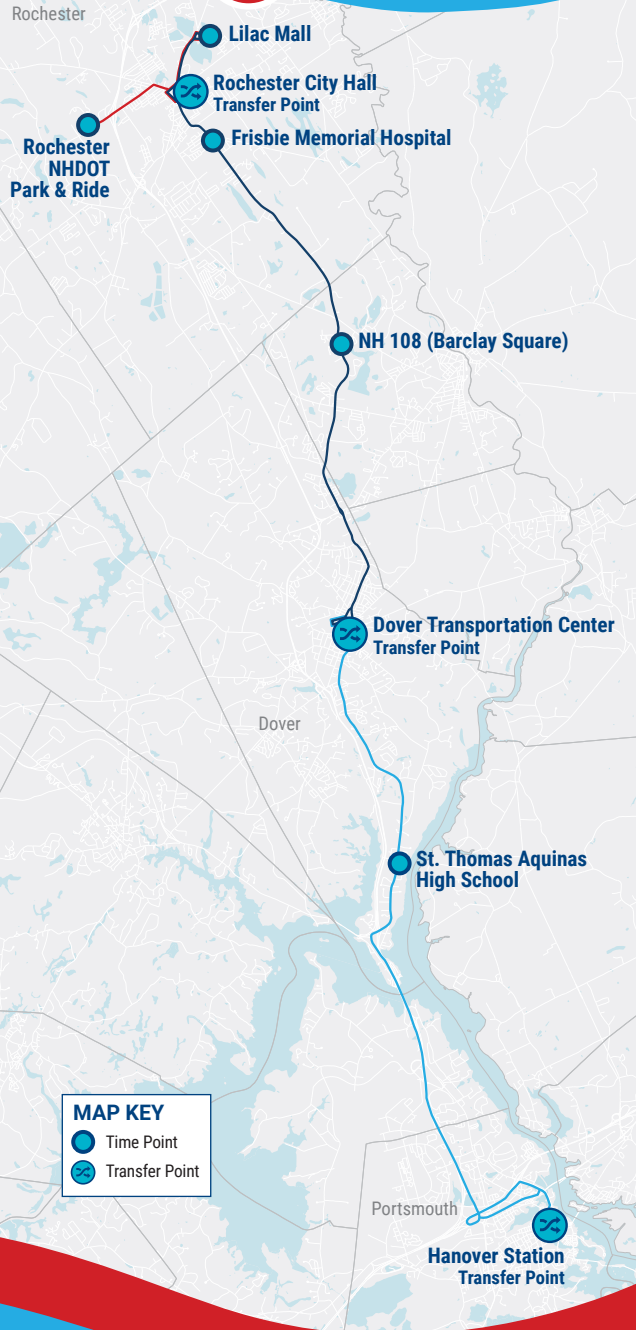 Rochester
Lilac Mall
Rochester City Hall
Transfer Point
Rochester
NHDOT
Park & Ride
Frisbie Memorial Hospital
NH 108 (Barclay Square)
Dover Transportation Center
Transfer Point
Dover
St. Thomas Aquinas
High School
MAP KEY
Time Point
Transfer Point
Portsmouth
Hanover Station
Transfer Point